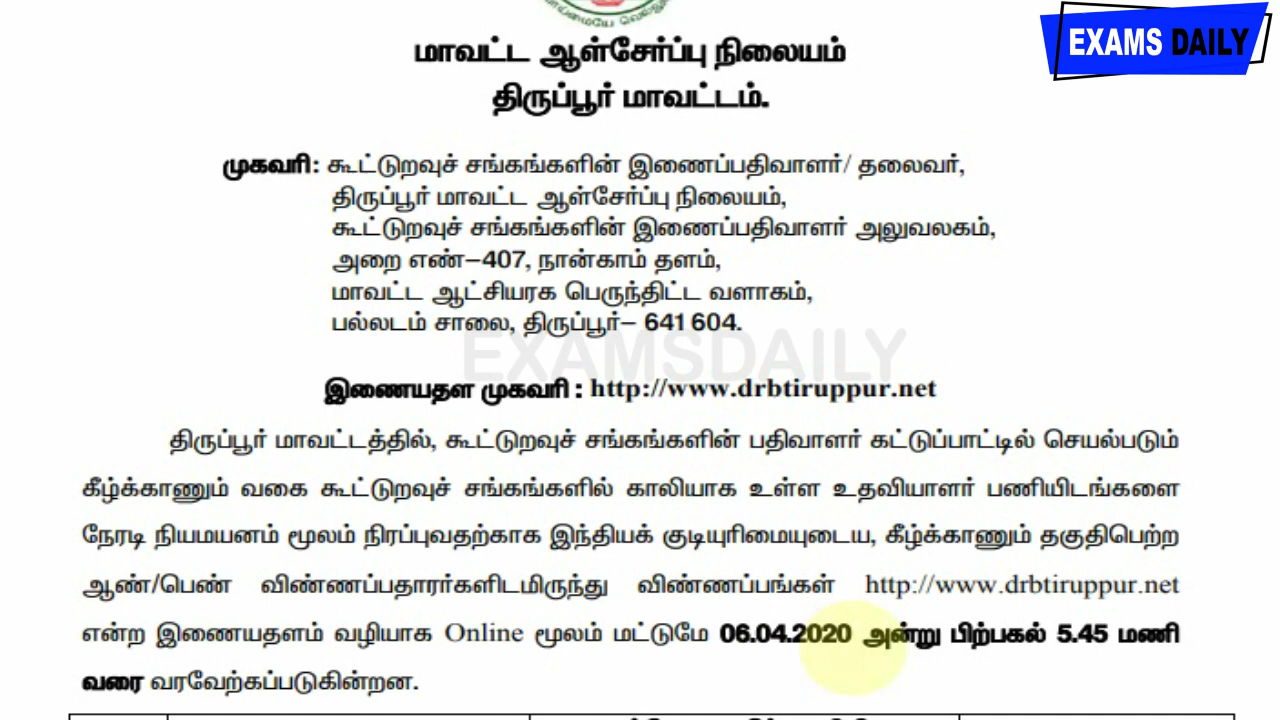 வாய்மையே வெல்லும்
EXAMS DAILY
மாவட்ட ஆள்சேர்ப்பு நிலையம்
திருப்பூர் மாவட்டம்.
முகவரி: கூட்டுறவுச் சங்கங்களின் இணைப்பதிவாளர்/ தலைவர்,
திருப்பூர் மாவட்ட ஆள்சேர்ப்பு நிலையம்,
கூட்டுறவுச் சங்கங்களின் இணைப்பதிவாளர் அலுவலகம்,
அறை எண்–407, நான்காம் தளம்,
மாவட்ட ஆட்சியரக பெருந்திட்ட வளாகம்,
பல்லடம் சாலை, திருப்பூர்– 641 604.
EXAMSDAILY
இணையதள முகவரி : http://www.drbtiruppur.net
திருப்பூர் மாவட்டத்தில், கூட்டுறவுச் சங்கங்களின் பதிவாளர் கட்டுப்பாட்டில் செயல்படும்
கீழ்க்காணும் வகை கூட்டுறவுச் சங்கங்களில் காலியாக உள்ள உதவியாளர் பணியிடங்களை
நேரடி நியமயனம் மூலம் நிரப்புவதற்காக இந்தியக் குடியுரிமையுடைய, கீழ்க்காணும் தகுதிபெற்ற
ஆண்/பெண் விண்ணப்பதாரர்களிடமிருந்து விண்ணப்பங்கள் http://www.drbtiruppur.net
என்ற இணையதளம் வழியாக Online மூலம் மட்டுமே 06.04.2020 அன்று பிற்பகல் 5.45 மணி
வரை வரவேற்கப்படுகின்றன.